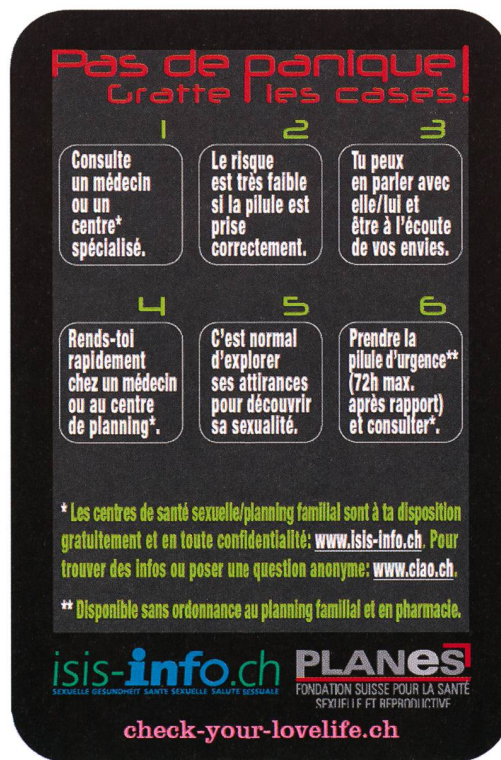 Pas de panique!
Gratte les cases!
1
Consulte
un médecin
ou un
centre*
spécialisé.
2
Le risque
est très faible
si la pilule est
prise
correctement.
3
Tu peux
en parler avec
elle/lui et
être à l'écoute
de vos envies.
4
Rends-toi
rapidement
chez un médecin
ou au centre
de planning*.
5
C'est normal
d'explorer
ses attirances
pour découvrir
sa sexualité.
6
Prendre la
pilule d'urgence**
(72h max.
après rapport)
et consulter*.
* Les centres de santé sexuelle/planning familial sont à ta disposition
gratuitement et en toute confidentialité: www.isis-info.ch. Pour
trouver des infos ou poser une question anonyme: www.ciao.ch.
** Disponible sans ordonnance au planning familial et en pharmacie.
isis-info.ch
SEXUELLE GESUNDHEIT SANTE SEXUELLE SALUTE SESSUALE
PLANeS
FONDATION SUISSE POUR LA SANTÉ
SEXUELLE ET REPRODUCTIVE
check-your-lovelife.ch